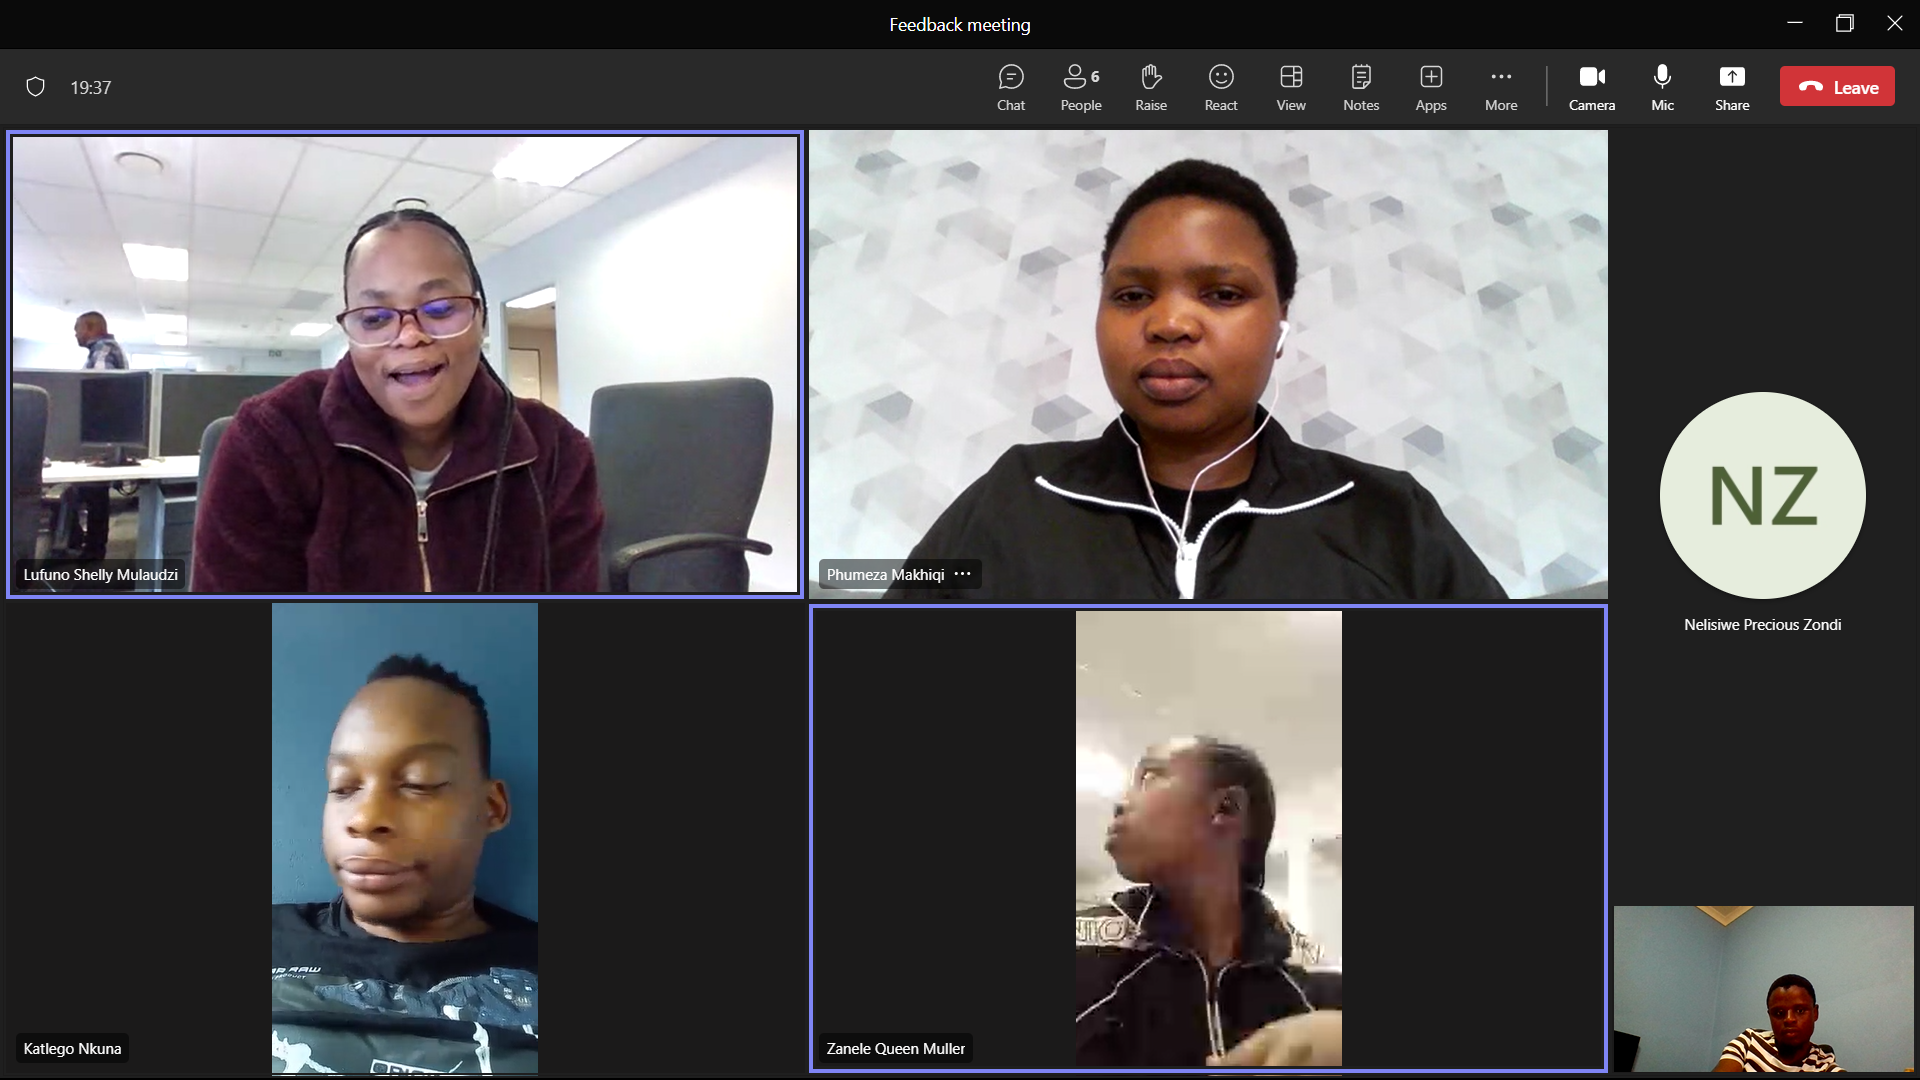 Feedback meeting
19:37
Chat
People
6
Raise
React
View
Notes
Apps
More
Camera
Mic
Share
Leave
Lufuno Shelly Mulaudzi
Phumeza Makhiqi
NZ
Nelisiwe Precious Zondi
RAW
Katlego Nkuna
Zanele Queen Muller